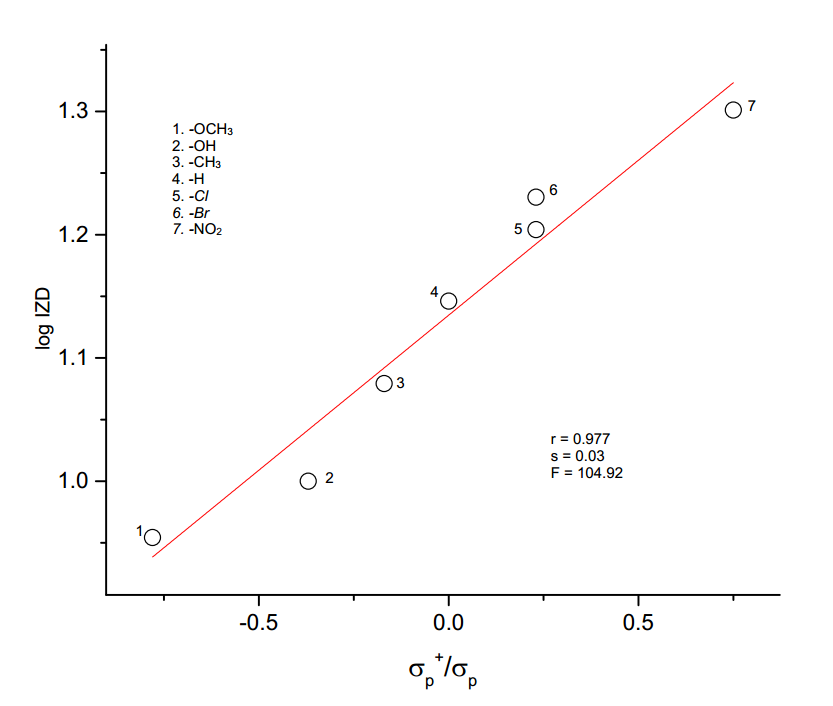 1.3
1.2
1.1
1.0
log IZD
1. -OCH₃
2. -OH
3. -CH₃
4. -H
5. -Cl
6. -Br
7. -NO₂
7
6
5
4
3
2
1
r = 0.977
s = 0.03
F = 104.92
-0.5 0.0 0.5
σₚ⁺/σₚ